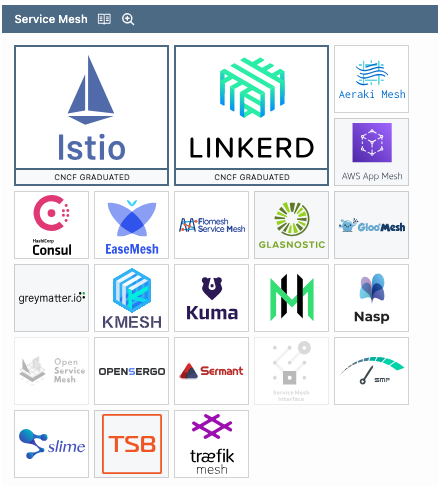 Service Mesh
Istio
CNCF GRADUATED
LINKERD
CNCF GRADUATED
Aeraki Mesh
AWS App Mesh
HashiCorp
Consul
EaseMesh
Flomesh
Service Mesh
GLASNOSTIC
GlooMesh
greymatter.io
KMESH
Kuma
M
Nasp
Open
Service
Mesh
OPENSERGO
Sermant
Service Mesh
Interface
SMP
slime
TSB
træfik
mesh